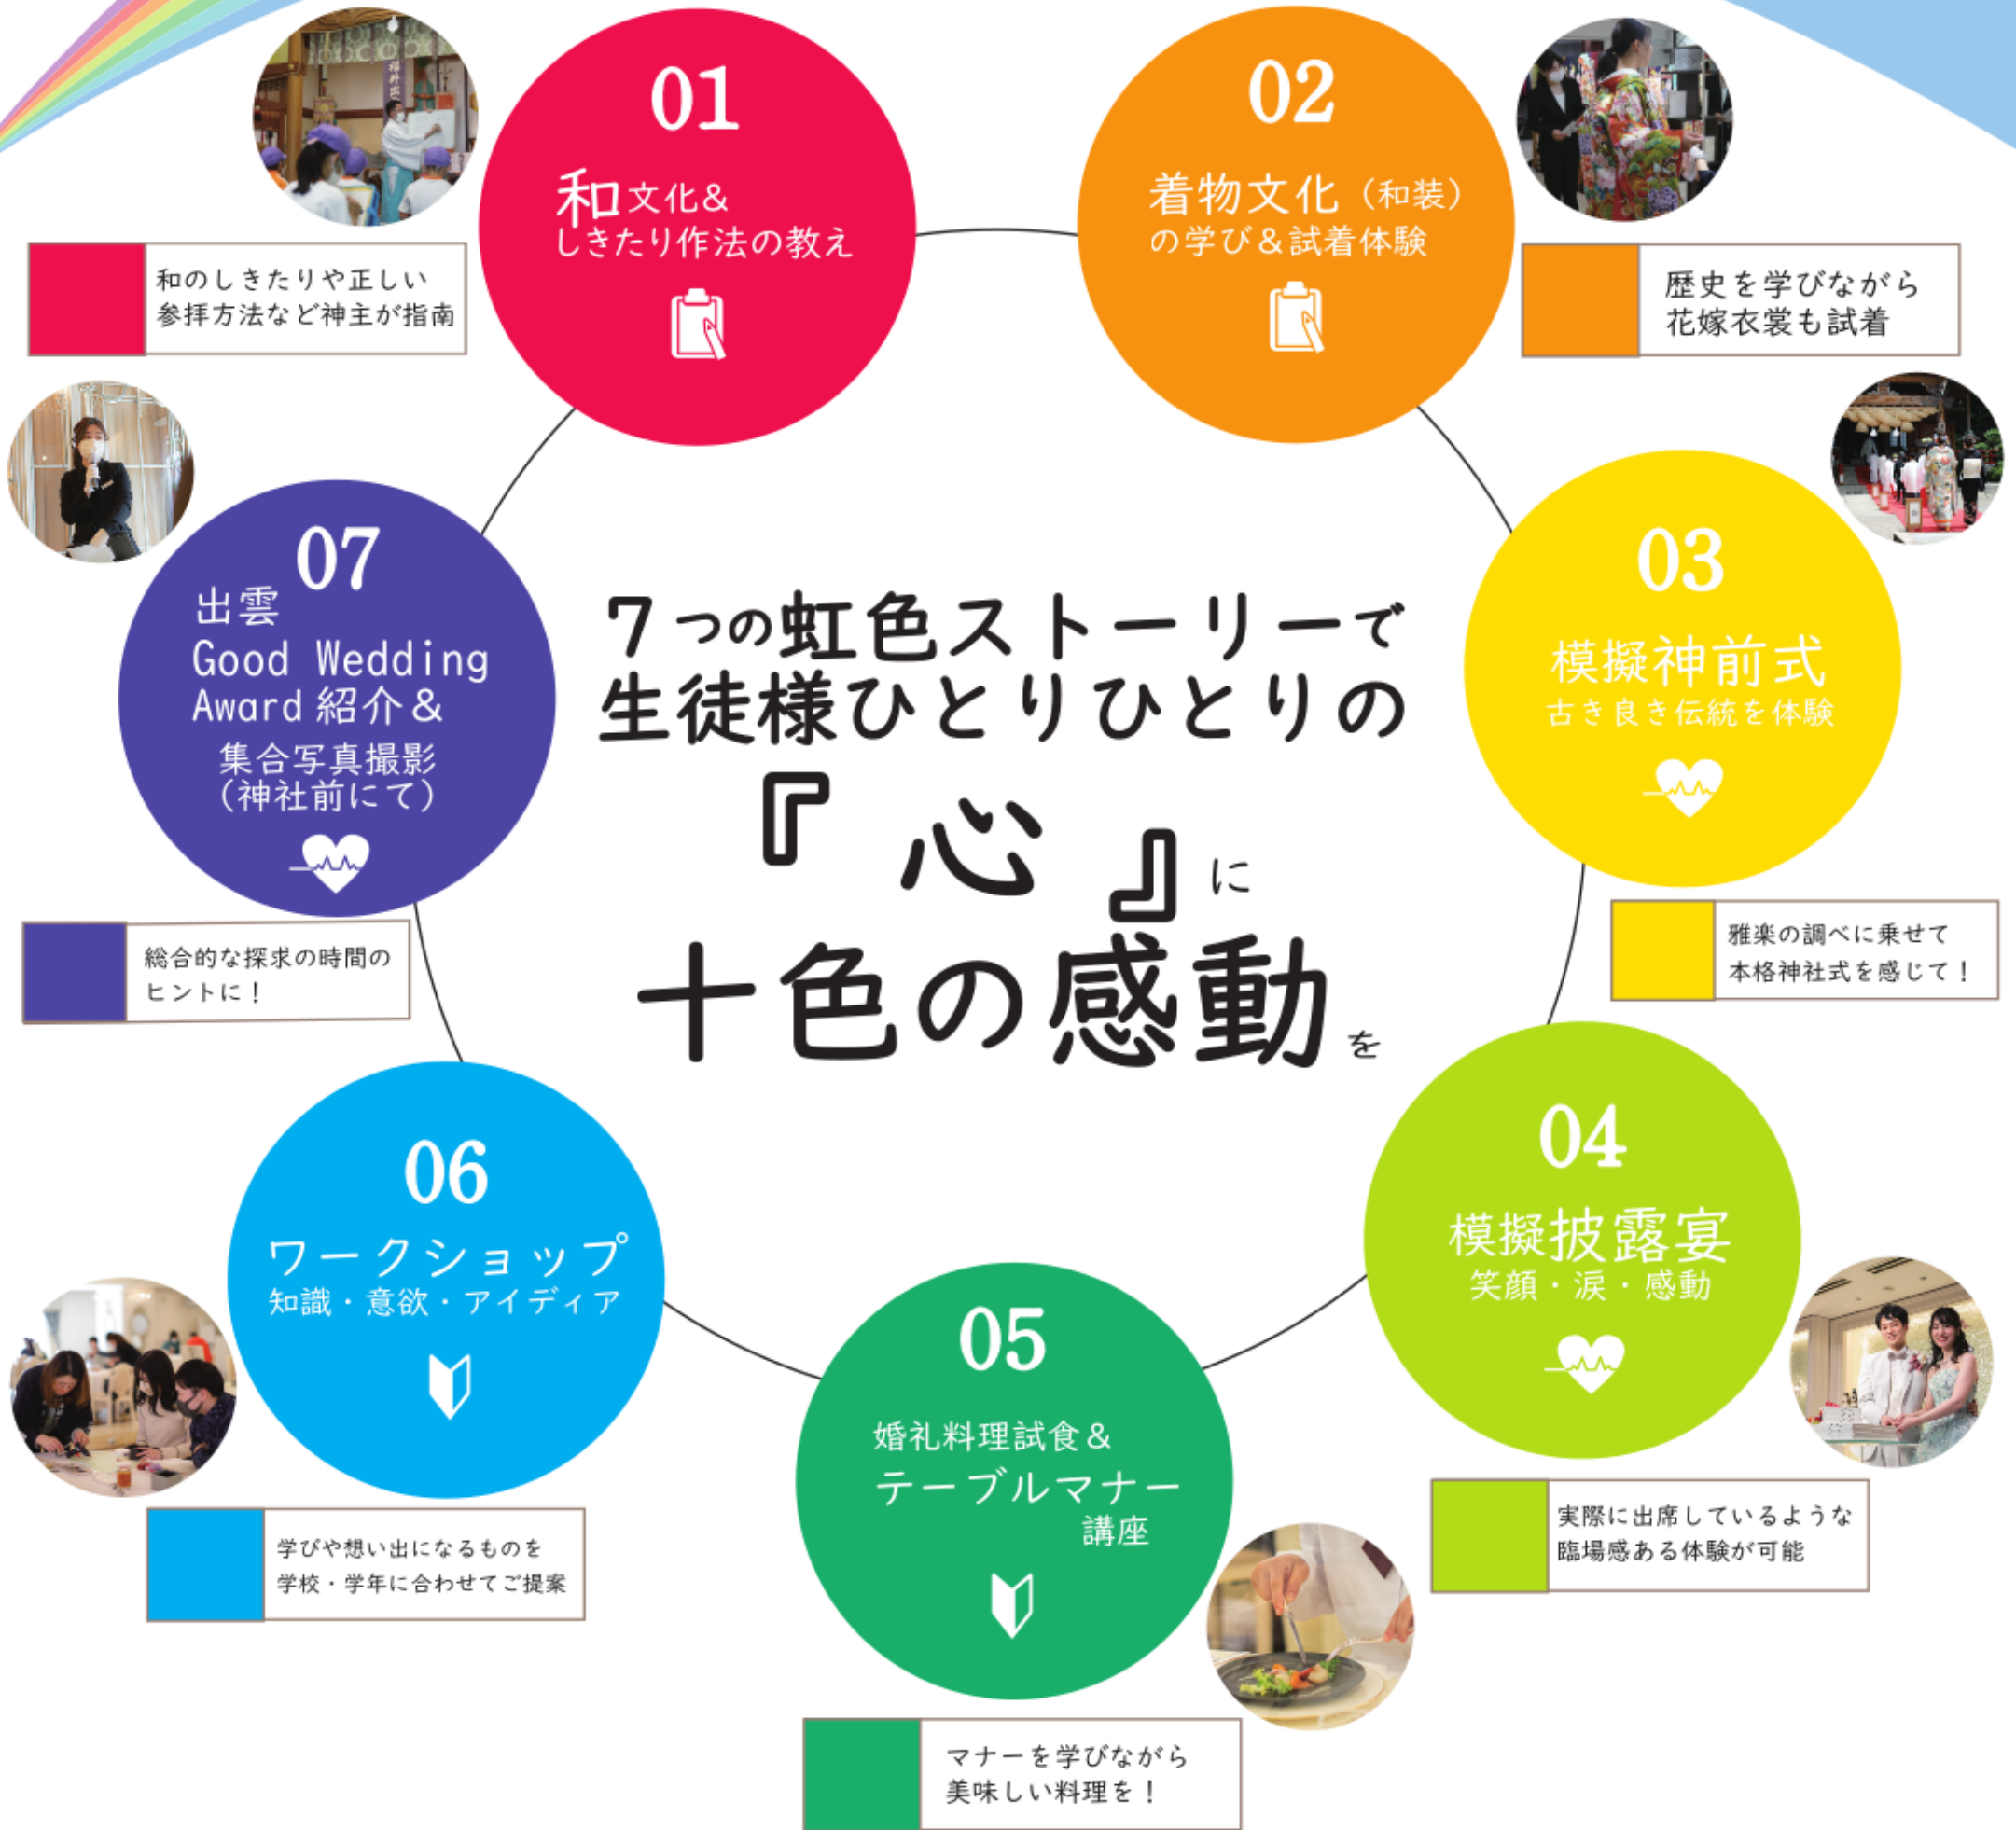 01
和文化&
しきたり作法の教え
和のしきたりや正しい
参拝方法など神主が指南
02
着物文化（和装）
の学び&試着体験
歴史を学びながら
花嫁衣裳も試着
03
模擬神前式
古き良き伝統を体験
雅楽の調べに乗せて
本格神社式を感じて！
04
模擬披露宴
笑顔・涙・感動
実際に出席しているような
臨場感ある体験が可能
05
婚礼料理試食&
テーブルマナー
講座
マナーを学びながら
美味しい料理を！
06
ワークショップ
知識・意欲・アイディア
学びや想い出になるものを
学校・学年に合わせてご提案
07
出雲
Good Wedding
Award 紹介&
集合写真撮影
（神社前にて）
総合的な探求の時間の
ヒントに！
7つの虹色ストーリーで
生徒様ひとりひとりの
『心』に
十色の感動を